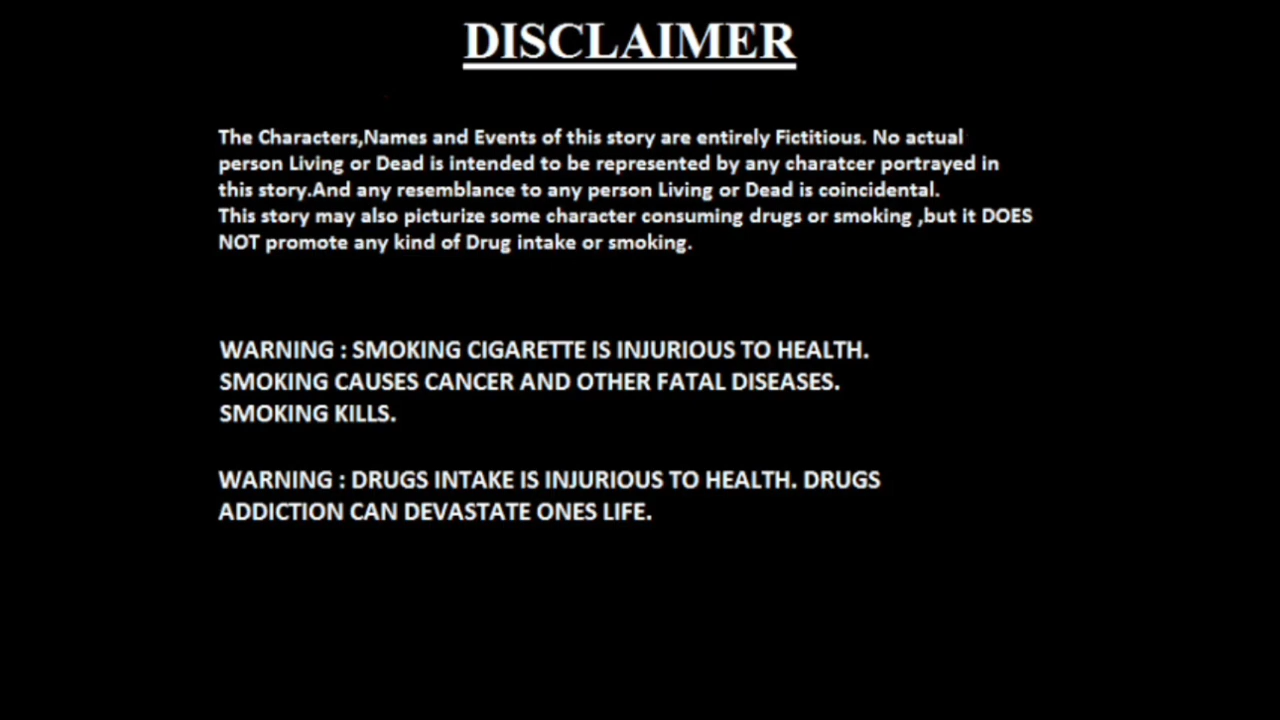 DISCLAIMER
The Characters,Names and Events of this story are entirely Fictitious. No actual
person Living or Dead is intended to be represented by any charatcer portrayed in
this story.And any resemblance to any person Living or Dead is coincidental.
This story may also picturize some character consuming drugs or smoking ,but it DOES
NOT promote any kind of Drug intake or smoking.
WARNING : SMOKING CIGARETTE IS INJURIOUS TO HEALTH.
SMOKING CAUSES CANCER AND OTHER FATAL DISEASES.
SMOKING KILLS.
WARNING : DRUGS INTAKE IS INJURIOUS TO HEALTH. DRUGS
ADDICTION CAN DEVASTATE ONES LIFE.